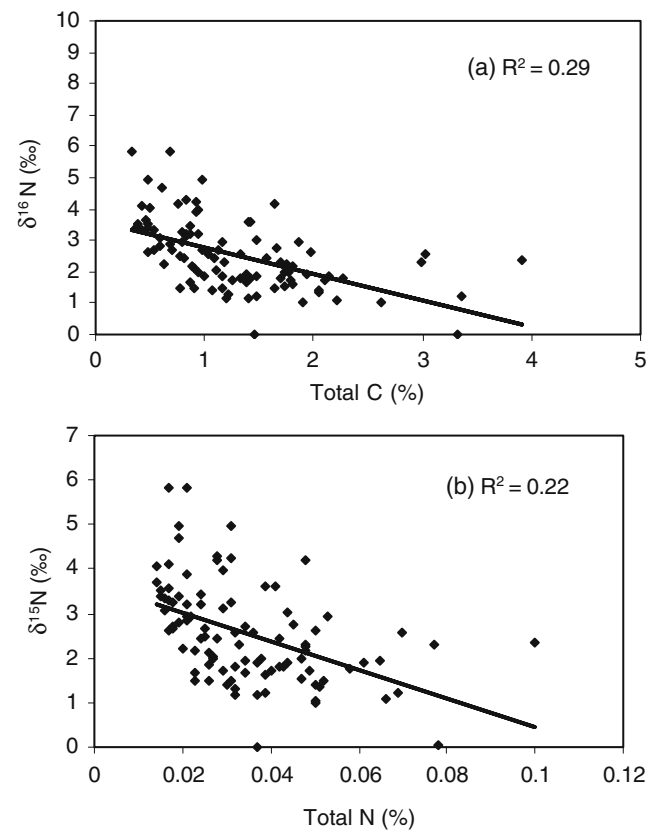 10
9
8
7
6
5
4
3
2
1
0
δ¹⁶N (‰)
(a) R² = 0.29
0 1 2 3 4 5
Total C (%)
7
6
5
4
3
2
1
0
δ¹⁵N (‰)
(b) R² = 0.22
0 0.02 0.04 0.06 0.08 0.1 0.12
Total N (%)